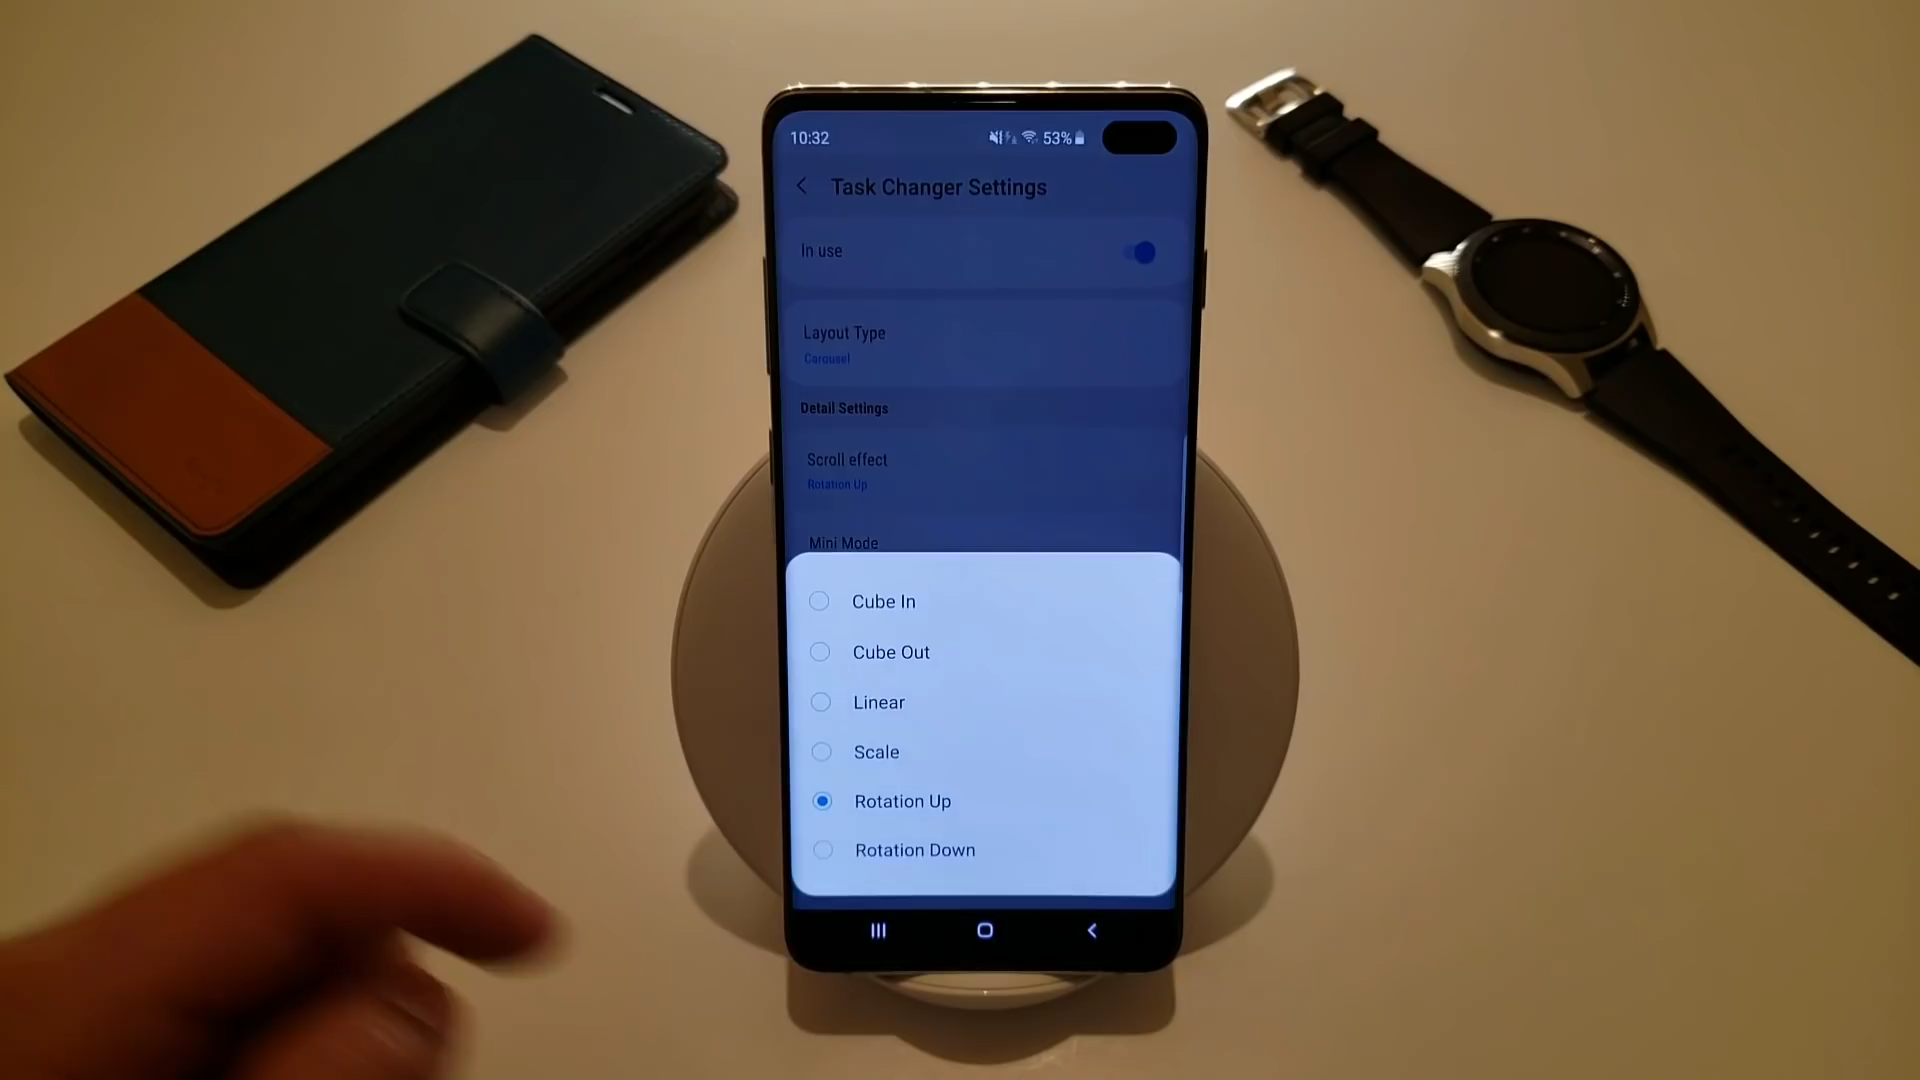 10:32 53%
Task Changer Settings
In use
Layout Type
Carousel
Detail Settings
Scroll effect
Rotation Up
Mini Mode
Cube In
Cube Out
Linear
Scale
Rotation Up
Rotation Down